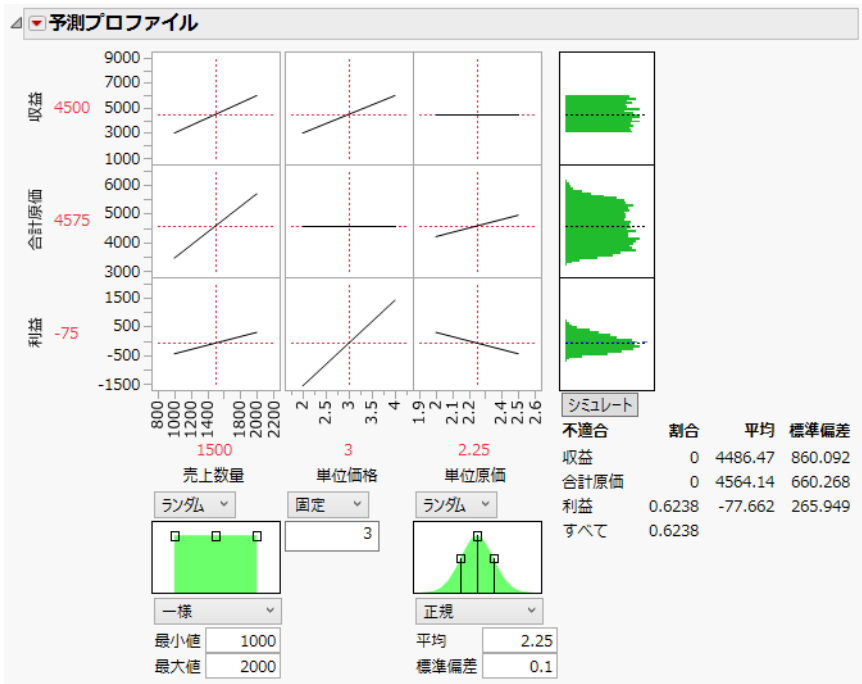 予測プロファイル
収益
4500
9000
7000
5000
3000
1000
合計原価
4575
6000
5000
4000
3000
利益
-75
1500
500
-500
-1500
800
1000
1200
1400
1800
2000
2200
2
2.5
3
3.5
4
1.9
2
2.1
2.2
2.4
2.5
2.6
1500
3
2.25
売上数量
単位価格
単位原価
ランダム
固定
ランダム
3
一様
正規
最小値 1000
最大値 2000
平均 2.25
標準偏差 0.1
シミュレート
不適合 割合 平均 標準偏差
収益 0 4486.47 860.092
合計原価 0 4564.14 660.268
利益 0.6238 -77.662 265.949
すべて 0.6238